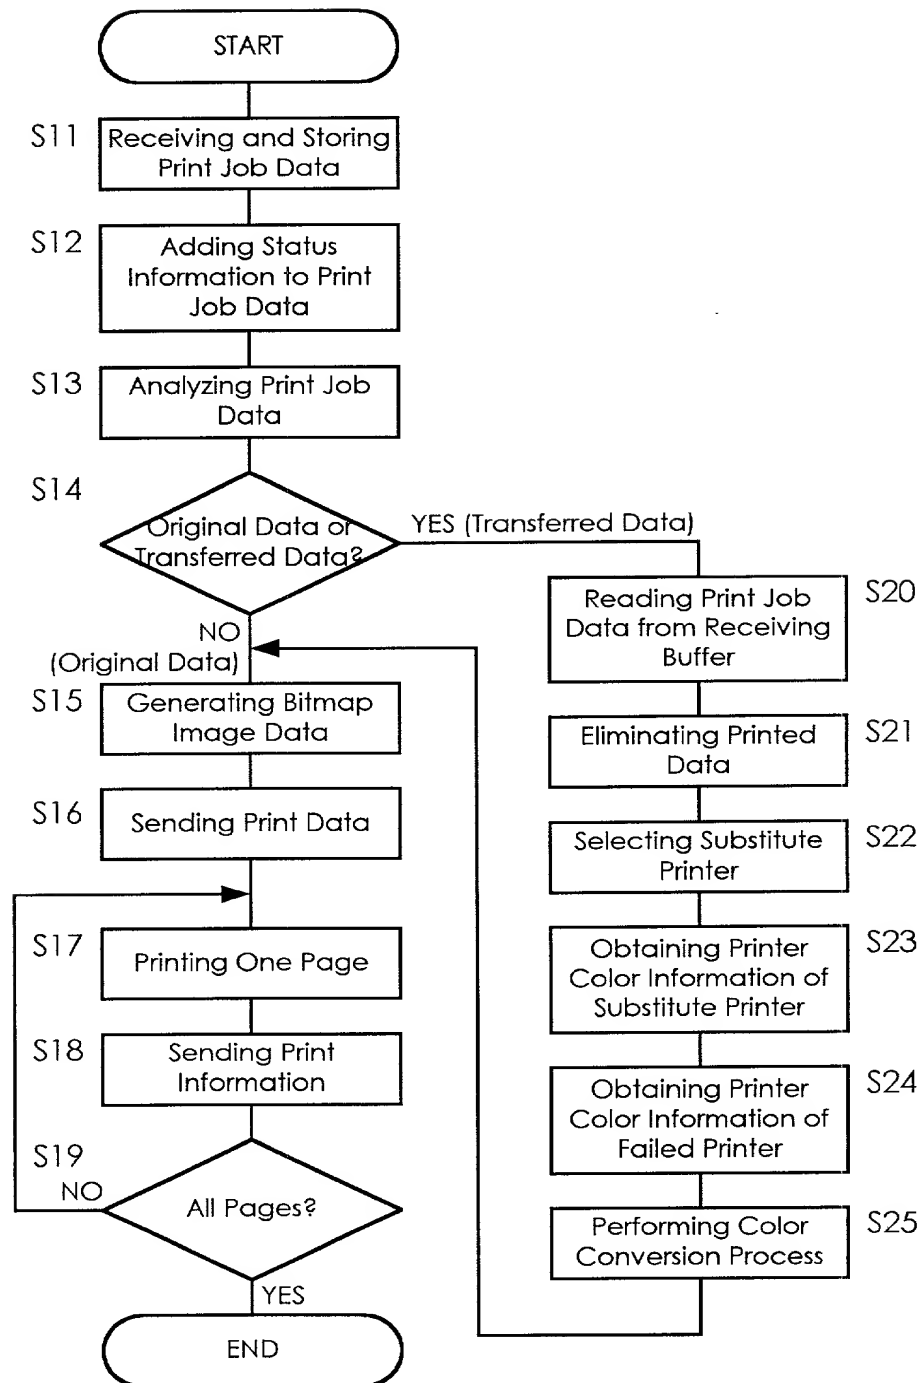 START
S11
Receiving and Storing
Print Job Data
S12
Adding Status
Information to Print
Job Data
S13
Analyzing Print Job
Data
S14
Original Data or
Transferred Data?
YES (Transferred Data)
NO
(Original Data)
S15
Generating Bitmap
Image Data
S16
Sending Print Data
S17
Printing One Page
S18
Sending Print
Information
S19
NO
All Pages?
YES
END
S20
Reading Print Job
Data from Receiving
Buffer
S21
Eliminating Printed
Data
S22
Selecting Substitute
Printer
S23
Obtaining Printer
Color Information of
Substitute Printer
S24
Obtaining Printer
Color Information of
Failed Printer
S25
Performing Color
Conversion Process